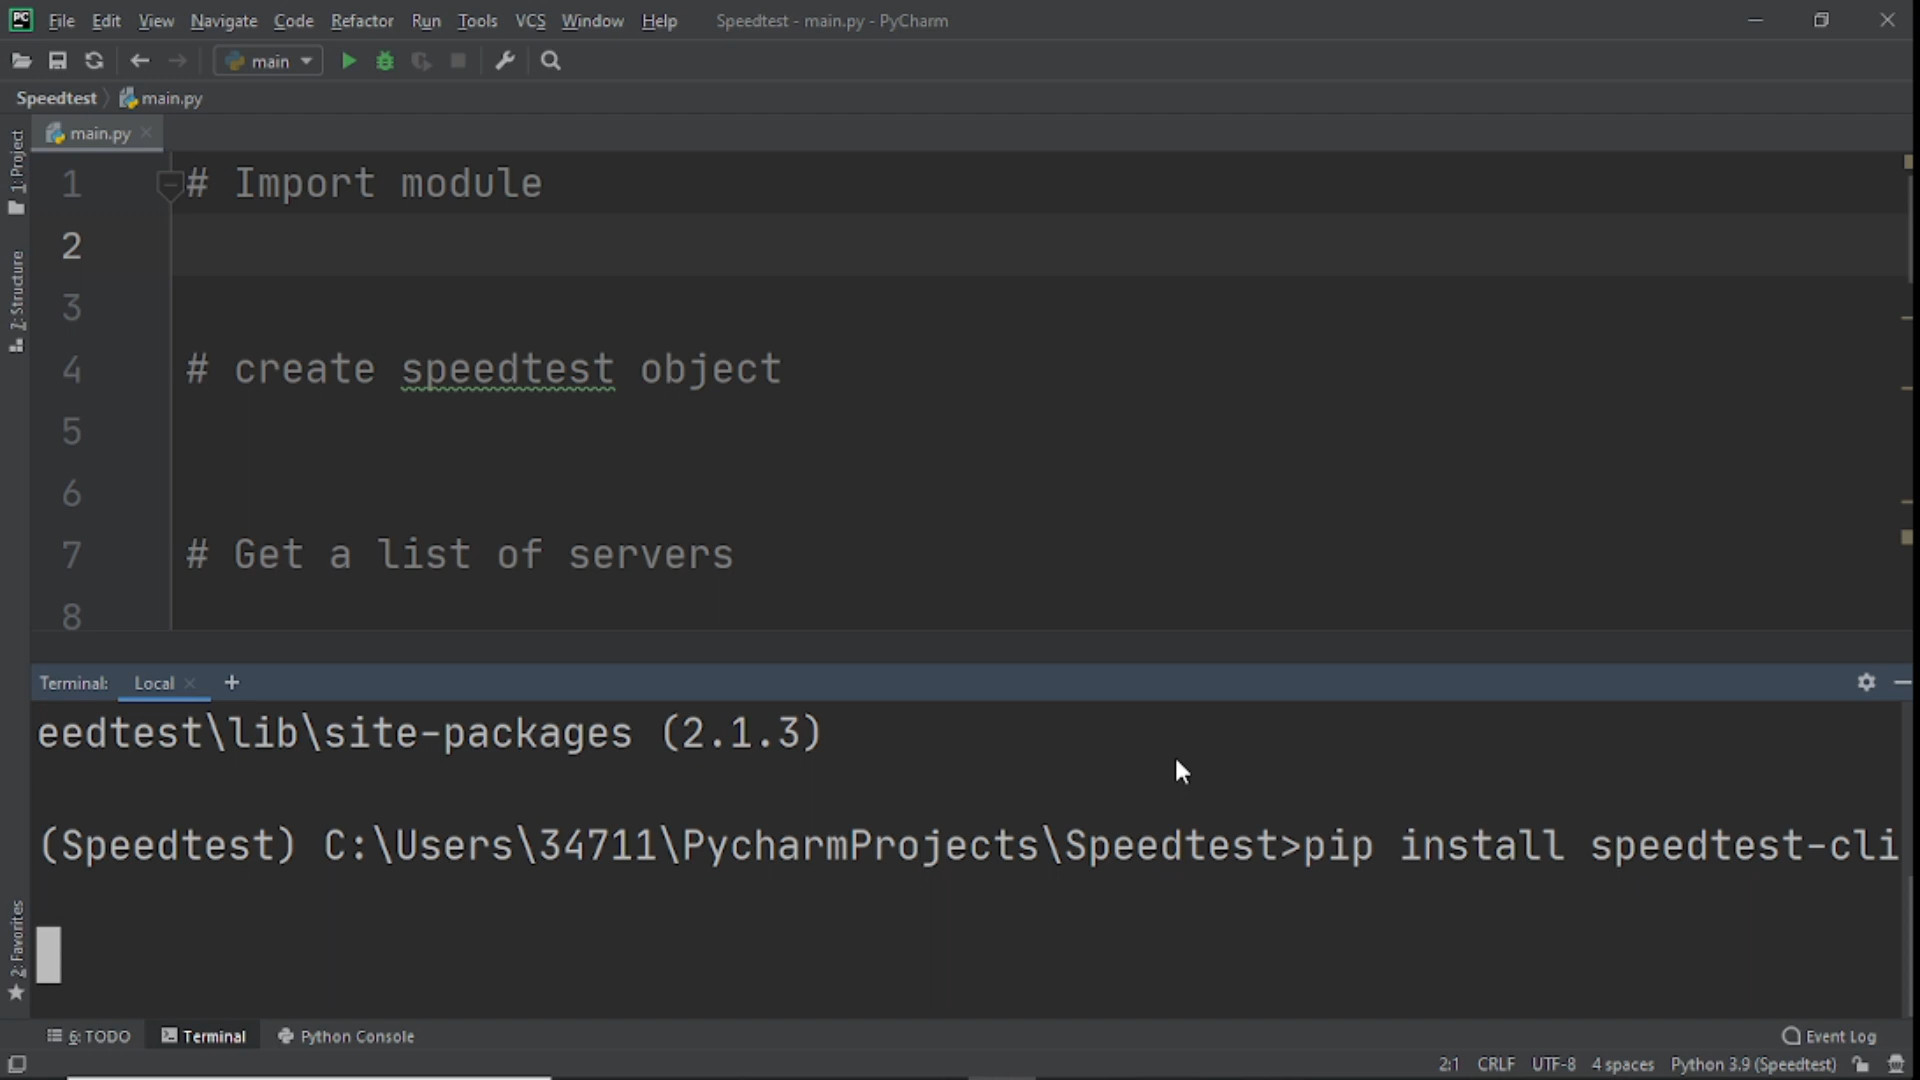 PC File Edit View Navigate Code Refactor Run Tools VCS Window Help Speedtest - main.py - PyCharm
main
Speedtest main.py
main.py
1 # Import module
2
3
4 # create speedtest object
5
6
7 # Get a list of servers
8
1: Project
7: Structure
2: Favorites
Terminal: Local +
eedtest\lib\site-packages (2.1.3)
(Speedtest) C:\Users\34711\PycharmProjects\Speedtest>pip install speedtest-cli
6: TODO Terminal Python Console Event Log
2:1 CRLF UTF-8 4 spaces Python 3.9 (Speedtest)